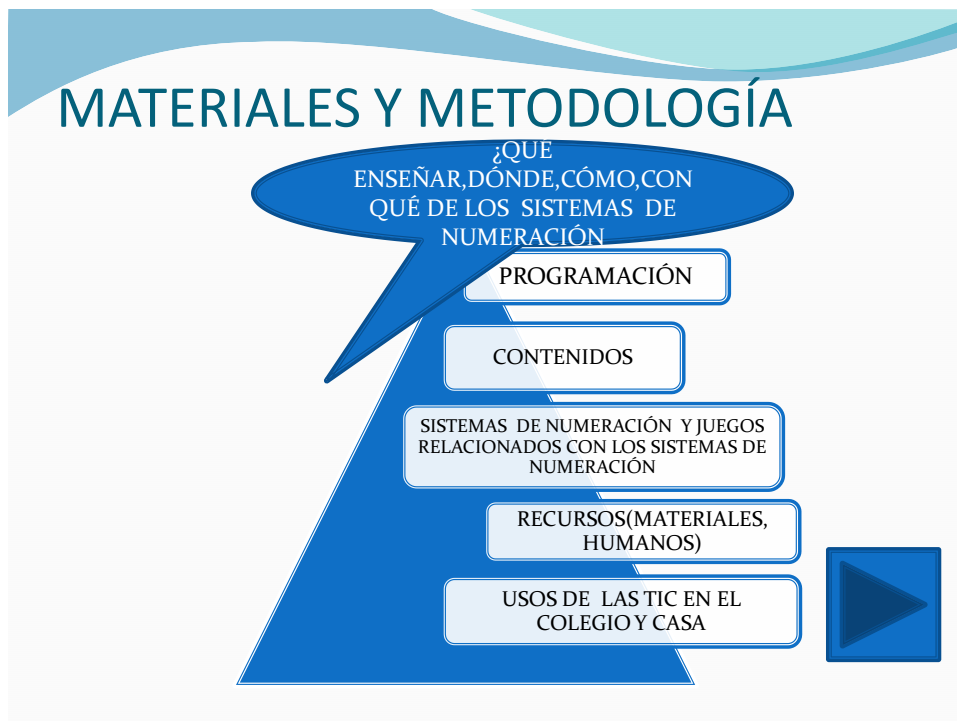 MATERIALES Y METODOLOGÍA
¿QUÉ
ENSEÑAR,DÓNDE,CÓMO,CON
QUÉ DE LOS SISTEMAS DE
NUMERACIÓN
PROGRAMACIÓN
CONTENIDOS
SISTEMAS DE NUMERACIÓN Y JUEGOS
RELACIONADOS CON LOS SISTEMAS DE
NUMERACIÓN
RECURSOS(MATERIALES,
HUMANOS)
USOS DE LAS TIC EN EL
COLEGIO Y CASA